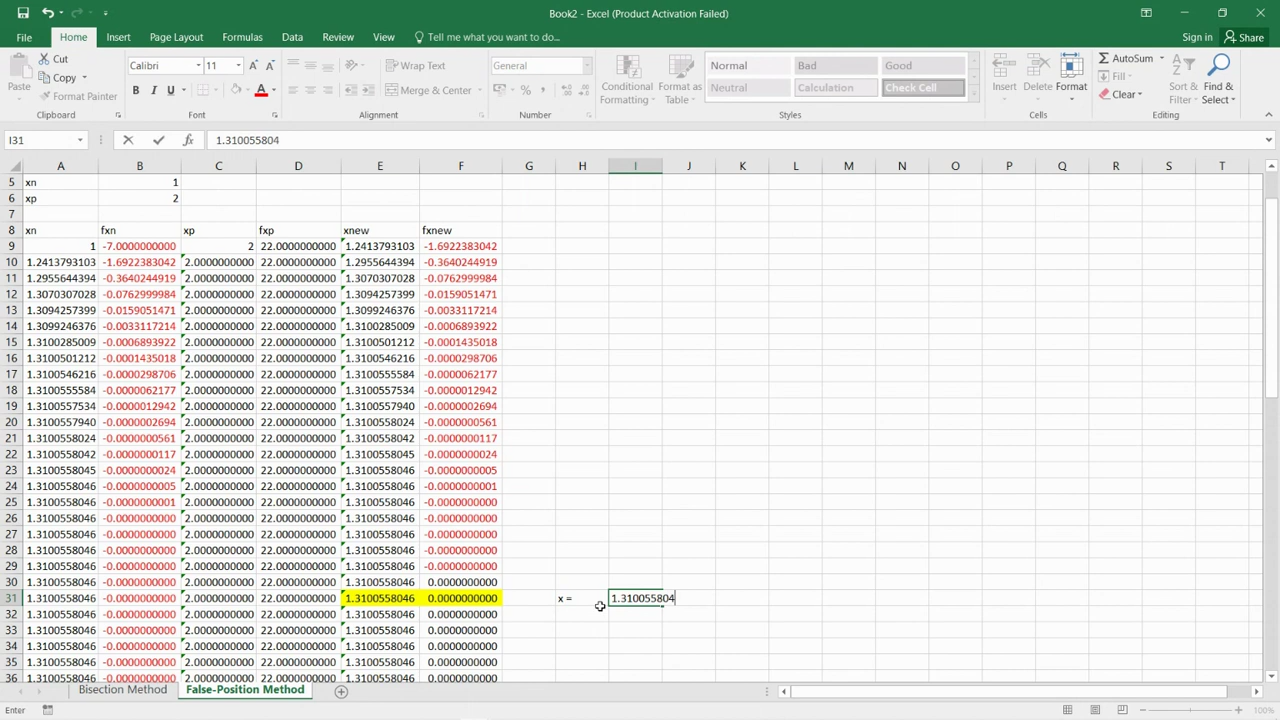 Book2 - Excel (Product Activation Failed)
File Home Insert Page Layout Formulas Data Review View Tell me what you want to do... Sign in Share
Paste Cut Copy Format Painter
Calibri 11 A A B I U A
Wrap Text Merge & Center
General % ,
Conditional Formatting Format as Table
Normal Bad Good
Neutral Calculation Check Cell
Insert Delete Format
AutoSum Fill Clear Sort & Filter Find & Select
Clipboard Font Alignment Number Styles Cells Editing
I31 fx 1.310055804
A B C D E F G H I J K L M N O P Q R S T
5 xn 1
6 xp 2
7
8 xn fxn xp fxp xnew fxnew
9 1 -7.0000000000 2 22.0000000000 1.2413793103 -1.6922383042
10 1.2413793103 -1.6922383042 2.0000000000 22.0000000000 1.2955644394 -0.3640244919
11 1.2955644394 -0.3640244919 2.0000000000 22.0000000000 1.3070307028 -0.0762999984
12 1.3070307028 -0.0762999984 2.0000000000 22.0000000000 1.3094257399 -0.0159051471
13 1.3094257399 -0.0159051471 2.0000000000 22.0000000000 1.3099246376 -0.0033117214
14 1.3099246376 -0.0033117214 2.0000000000 22.0000000000 1.3100285009 -0.0006893922
15 1.3100285009 -0.0006893922 2.0000000000 22.0000000000 1.3100501212 -0.0001435018
16 1.3100501212 -0.0001435018 2.0000000000 22.0000000000 1.3100546216 -0.0000298706
17 1.3100546216 -0.0000298706 2.0000000000 22.0000000000 1.3100555584 -0.0000062177
18 1.3100555584 -0.0000062177 2.0000000000 22.0000000000 1.3100557534 -0.0000012942
19 1.3100557534 -0.0000012942 2.0000000000 22.0000000000 1.3100557940 -0.0000002694
20 1.3100557940 -0.0000002694 2.0000000000 22.0000000000 1.3100558024 -0.0000000561
21 1.3100558024 -0.0000000561 2.0000000000 22.0000000000 1.3100558042 -0.0000000117
22 1.3100558042 -0.0000000117 2.0000000000 22.0000000000 1.3100558045 -0.0000000024
23 1.3100558045 -0.0000000024 2.0000000000 22.0000000000 1.3100558046 -0.0000000005
24 1.3100558046 -0.0000000005 2.0000000000 22.0000000000 1.3100558046 -0.0000000001
25 1.3100558046 -0.0000000001 2.0000000000 22.0000000000 1.3100558046 -0.0000000000
26 1.3100558046 -0.0000000000 2.0000000000 22.0000000000 1.3100558046 -0.0000000000
27 1.3100558046 -0.0000000000 2.0000000000 22.0000000000 1.3100558046 -0.0000000000
28 1.3100558046 -0.0000000000 2.0000000000 22.0000000000 1.3100558046 -0.0000000000
29 1.3100558046 -0.0000000000 2.0000000000 22.0000000000 1.3100558046 -0.0000000000
30 1.3100558046 -0.0000000000 2.0000000000 22.0000000000 1.3100558046 0.0000000000
31 1.3100558046 -0.0000000000 2.0000000000 22.0000000000 1.3100558046 0.0000000000 x = 1.310055804
32 1.3100558046 -0.0000000000 2.0000000000 22.0000000000 1.3100558046 0.0000000000
33 1.3100558046 -0.0000000000 2.0000000000 22.0000000000 1.3100558046 0.0000000000
34 1.3100558046 -0.0000000000 2.0000000000 22.0000000000 1.3100558046 0.0000000000
35 1.3100558046 -0.0000000000 2.0000000000 22.0000000000 1.3100558046 0.0000000000
36 1.3100558046 -0.0000000000 2.0000000000 22.0000000000 1.3100558046 0.0000000000
Bisection Method False-Position Method
Enter 100%